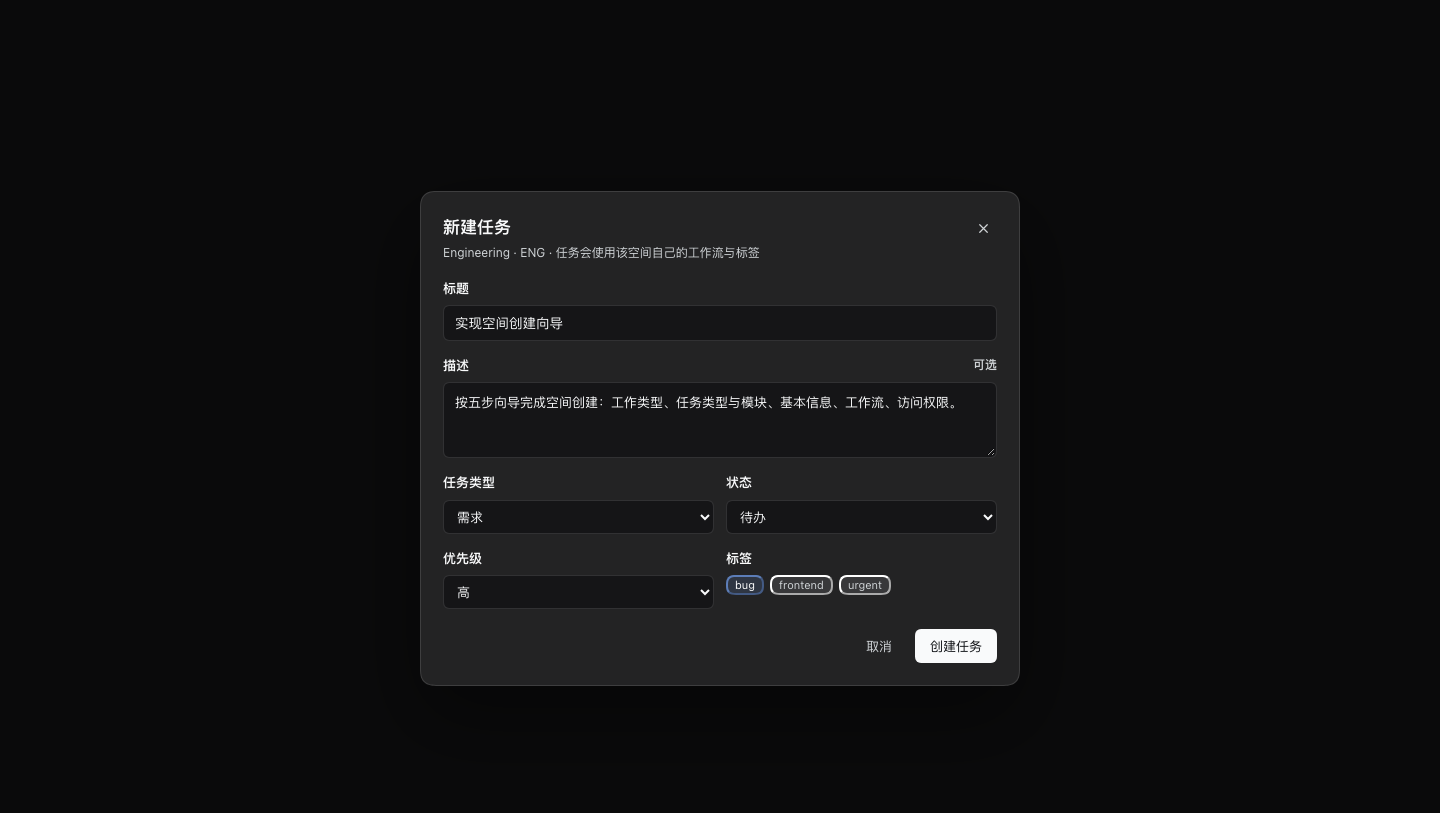 新建任务
×
Engineering · ENG · 任务会使用该空间自己的工作流与标签
标题
实现空间创建向导
描述
可选
按五步向导完成空间创建：工作类型、任务类型与模块、基本信息、工作流、访问权限。
任务类型
状态
需求
待办
优先级
标签
高
bug
frontend
urgent
取消
创建任务